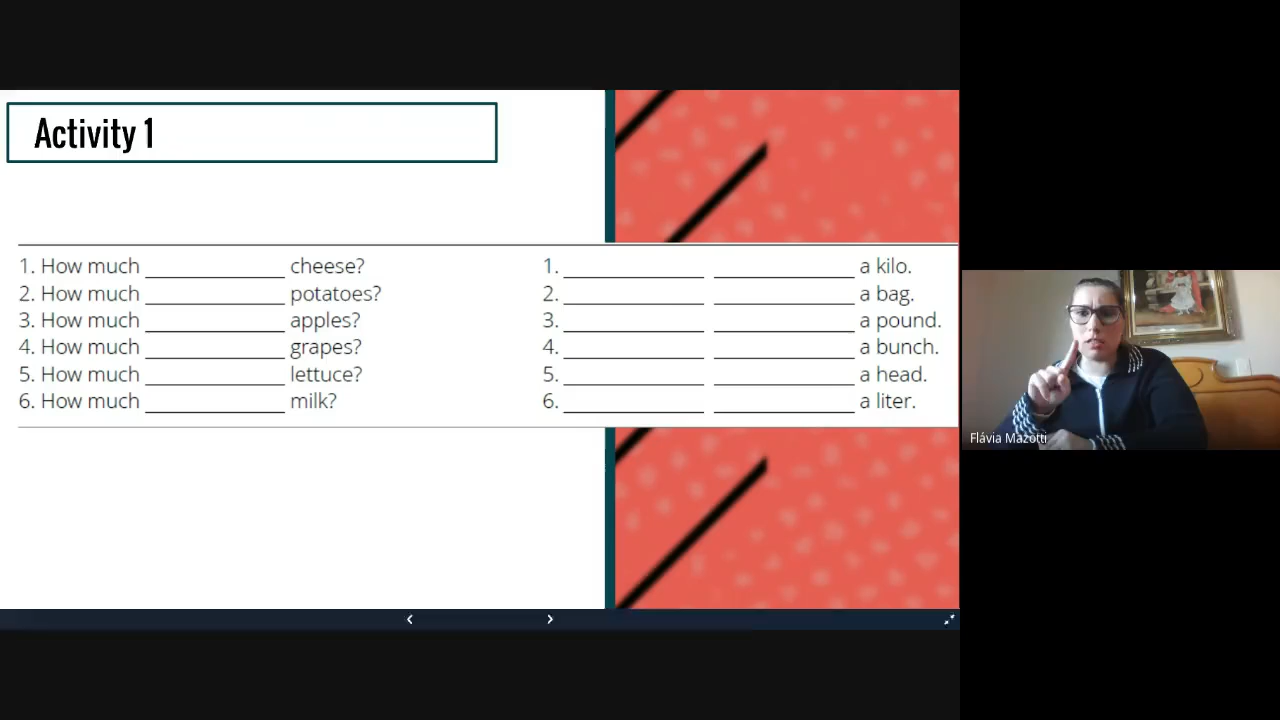 Activity 1
1. How much ______________ cheese?
2. How much ______________ potatoes?
3. How much ______________ apples?
4. How much ______________ grapes?
5. How much ______________ lettuce?
6. How much ______________ milk?
1. ______________ ______________ a kilo.
2. ______________ ______________ a bag.
3. ______________ ______________ a pound.
4. ______________ ______________ a bunch.
5. ______________ ______________ a head.
6. ______________ ______________ a liter.
Flávia Mazotti